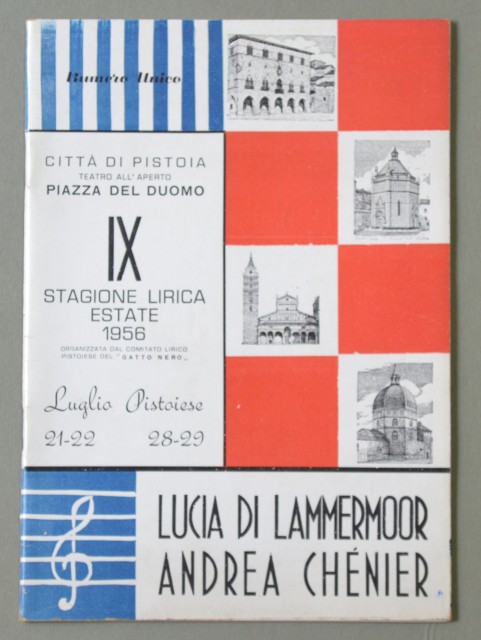 Numero Unico
CITTÀ DI PISTOIA
TEATRO ALL'APERTO
PIAZZA DEL DUOMO
IX
STAGIONE LIRICA
ESTATE
1956
ORGANIZZATA DAL COMITATO LIRICO
PISTOIESE DEL "GATTO NERO„
Luglio Pistoiese
21-22 28-29
LUCIA DI LAMMERMOOR
ANDREA CHÉNIER